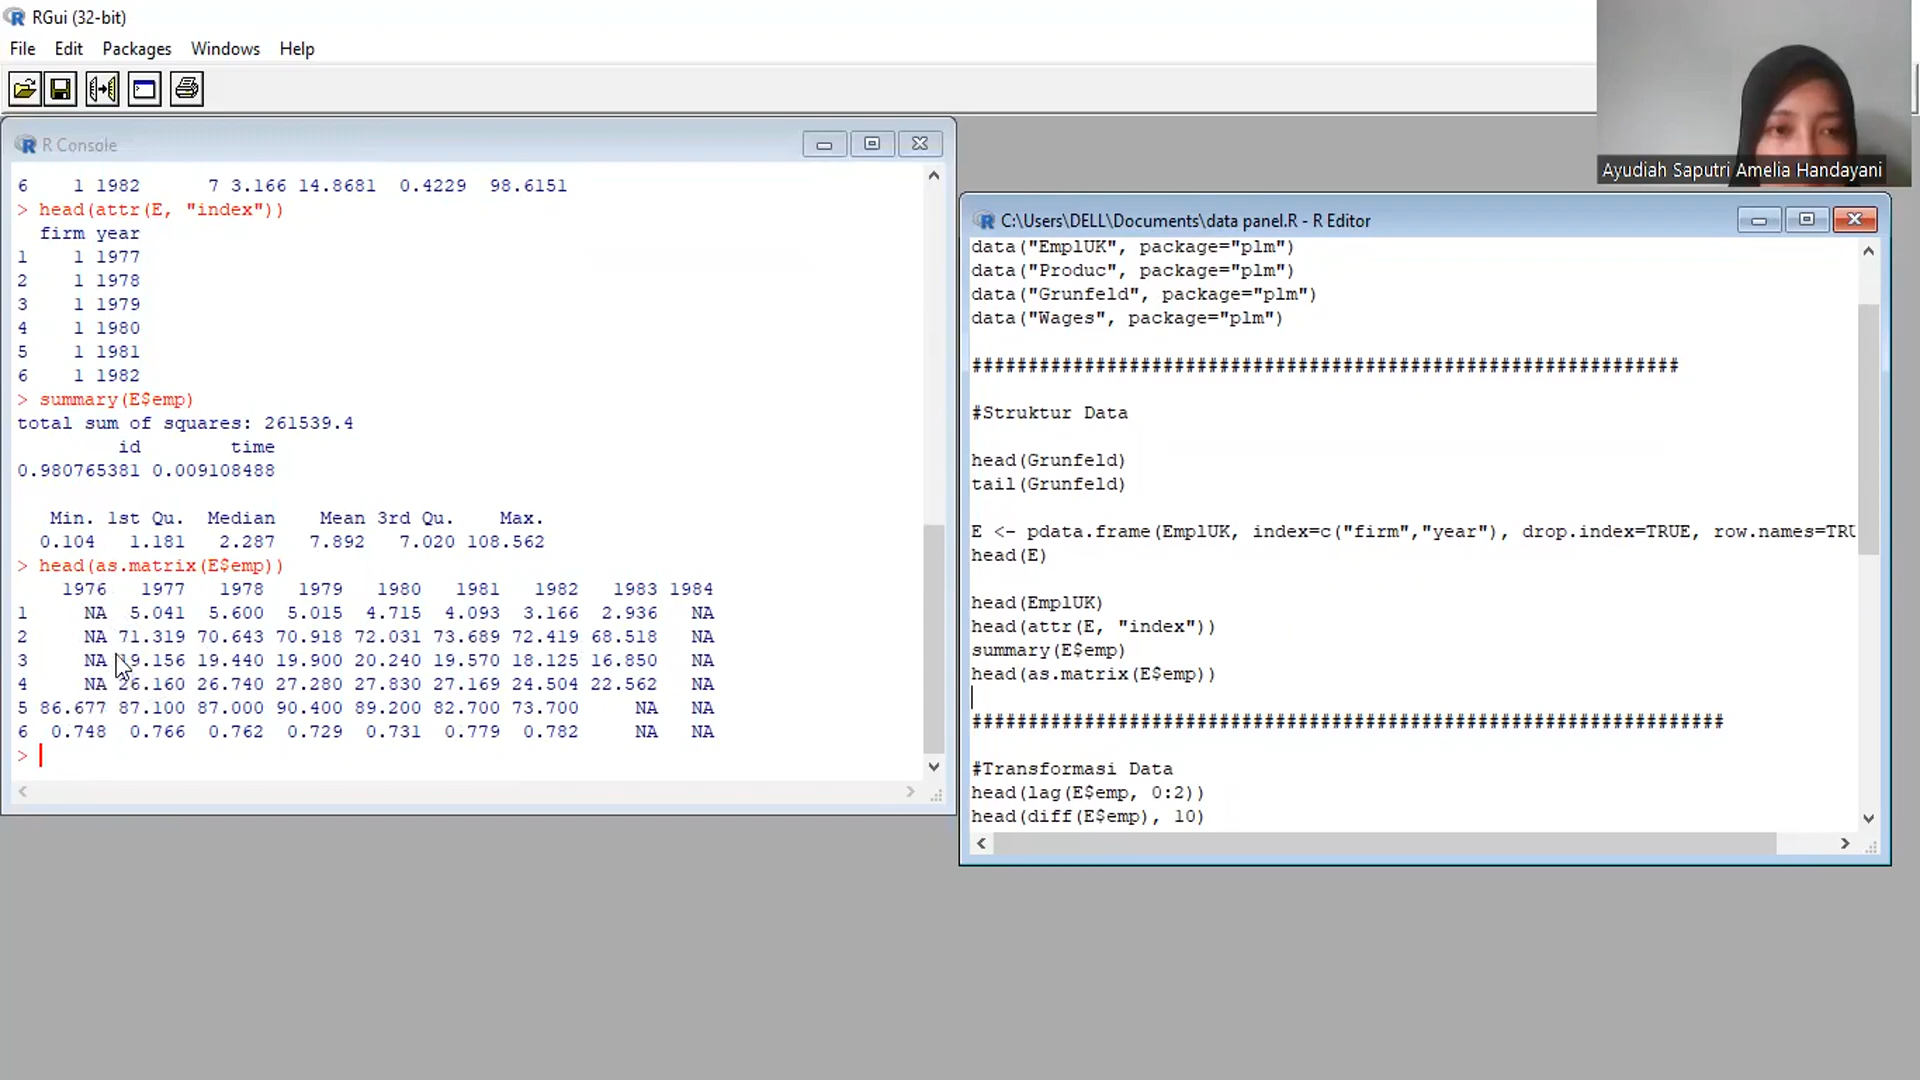 RGui (32-bit)
File Edit Packages Windows Help
Ayudiah Saputri Amelia Handayani
R Console
6 1 1982 7 3.166 14.8681 0.4229 98.6151
> head(attr(E, "index"))
firm year
1 1 1977
2 1 1978
3 1 1979
4 1 1980
5 1 1981
6 1 1982
> summary(E$emp)
total sum of squares: 261539.4
id time
0.980765381 0.009108488
Min. 1st Qu. Median Mean 3rd Qu. Max.
0.104 1.181 2.287 7.892 7.020 108.562
> head(as.matrix(E$emp))
1976 1977 1978 1979 1980 1981 1982 1983 1984
1 NA 5.041 5.600 5.015 4.715 4.093 3.166 2.936 NA
2 NA 71.319 70.643 70.918 72.031 73.689 72.419 68.518 NA
3 NA 19.156 19.440 19.900 20.240 19.570 18.125 16.850 NA
4 NA 26.160 26.740 27.280 27.830 27.169 24.504 22.562 NA
5 86.677 87.100 87.000 90.400 89.200 82.700 73.700 NA NA
6 0.748 0.766 0.762 0.729 0.731 0.779 0.782 NA NA
>
C:\Users\DELL\Documents\data panel.R - R Editor
data("EmplUK", package="plm")
data("Produc", package="plm")
data("Grunfeld", package="plm")
data("Wages", package="plm")
###############################################################
#Struktur Data
head(Grunfeld)
tail(Grunfeld)
E <- pdata.frame(EmplUK, index=c("firm","year"), drop.index=TRUE, row.names=TRU
head(E)
head(EmplUK)
head(attr(E, "index"))
summary(E$emp)
head(as.matrix(E$emp))
###################################################################
#Transformasi Data
head(lag(E$emp, 0:2))
head(diff(E$emp), 10)